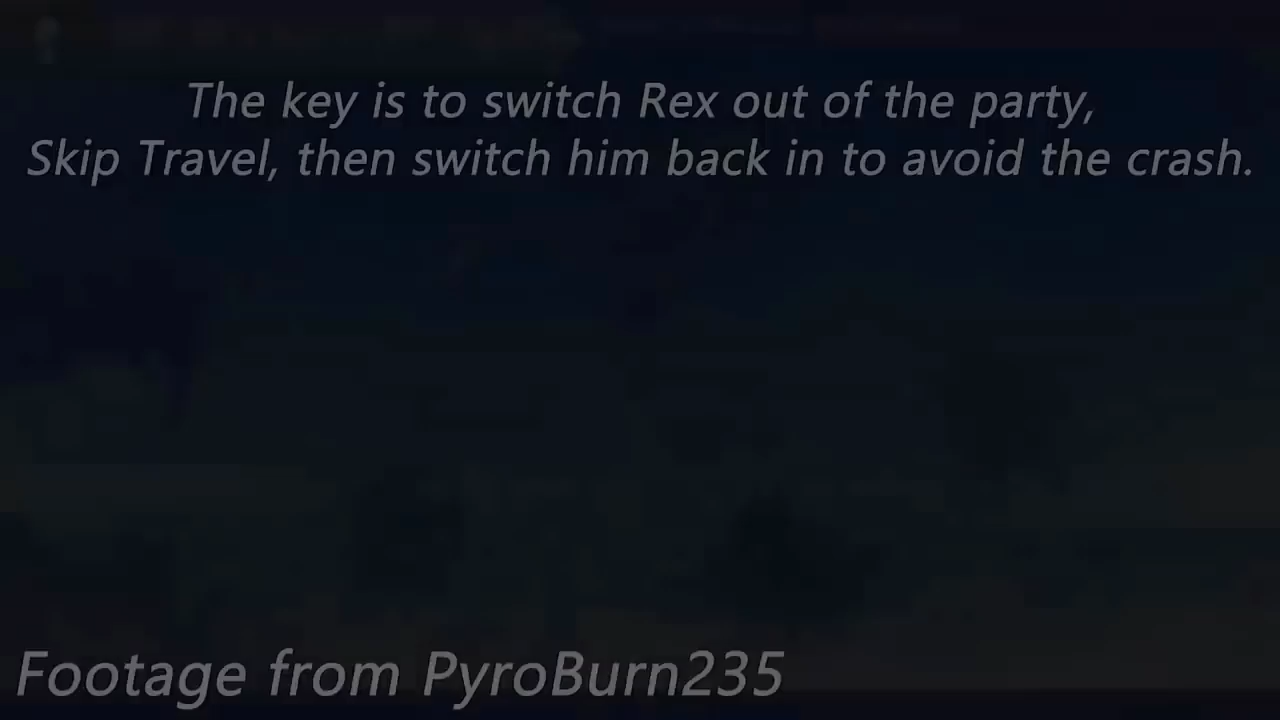 The key is to switch Rex out of the party,
Skip Travel, then switch him back in to avoid the crash.
Footage from PyroBurn235